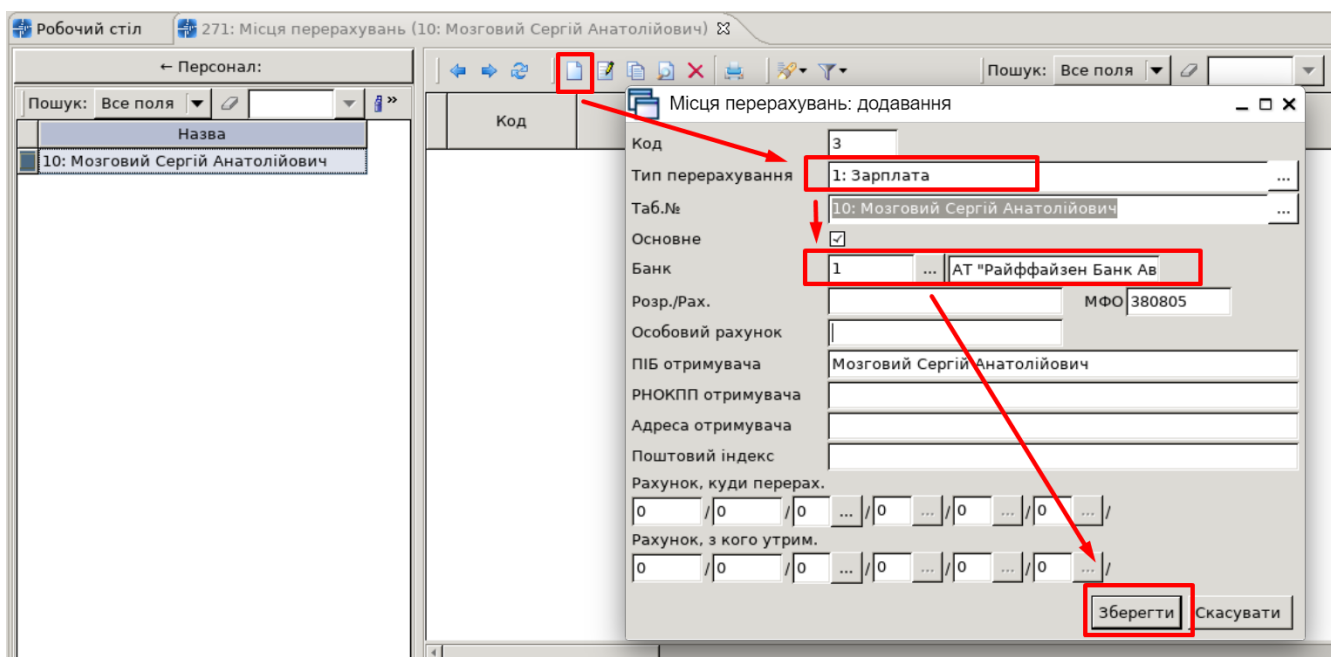 Робочий стіл 271: Місця перерахувань (10: Мозговий Сергій Анатолійович)
← Персонал:
Пошук: Все поля
Назва
10: Мозговий Сергій Анатолійович
Пошук: Все поля
Код
Місця перерахувань: додавання
Код 3
Тип перерахування 1: Зарплата ...
Таб.№ 10: Мозговий Сергій Анатолійович ...
Основне
Банк 1 ... АТ "Райффайзен Банк Ав
Розр./Рах. МФО 380805
Особовий рахунок
ПІБ отримувача Мозговий Сергій Анатолійович
РНОКПП отримувача
Адреса отримувача
Поштовий індекс
Рахунок, куди перерах.
0 /0 /0 ... /0 ... /0 ... /0 ... /
Рахунок, з кого утрим.
0 /0 /0 ... /0 ... /0 ... /0 ... /
Зберегти Скасувати